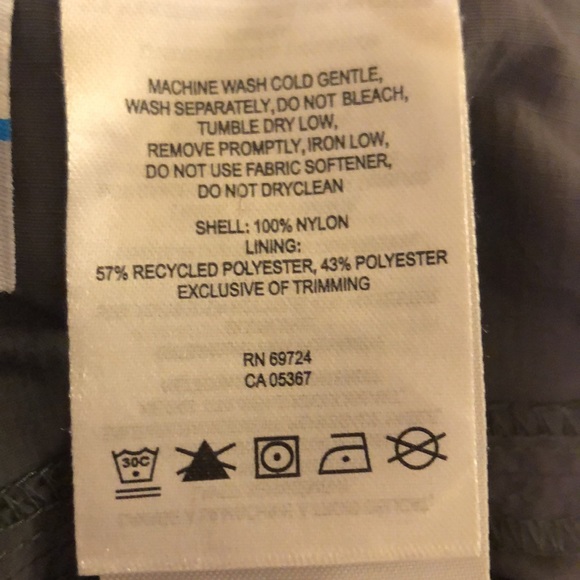 MACHINE WASH COLD GENTLE,
WASH SEPARATELY, DO NOT BLEACH,
TUMBLE DRY LOW,
REMOVE PROMPTLY, IRON LOW,
DO NOT USE FABRIC SOFTENER,
DO NOT DRYCLEAN
SHELL: 100% NYLON
LINING:
57% RECYCLED POLYESTER, 43% POLYESTER
EXCLUSIVE OF TRIMMING
RN 69724
CA 05367
30C